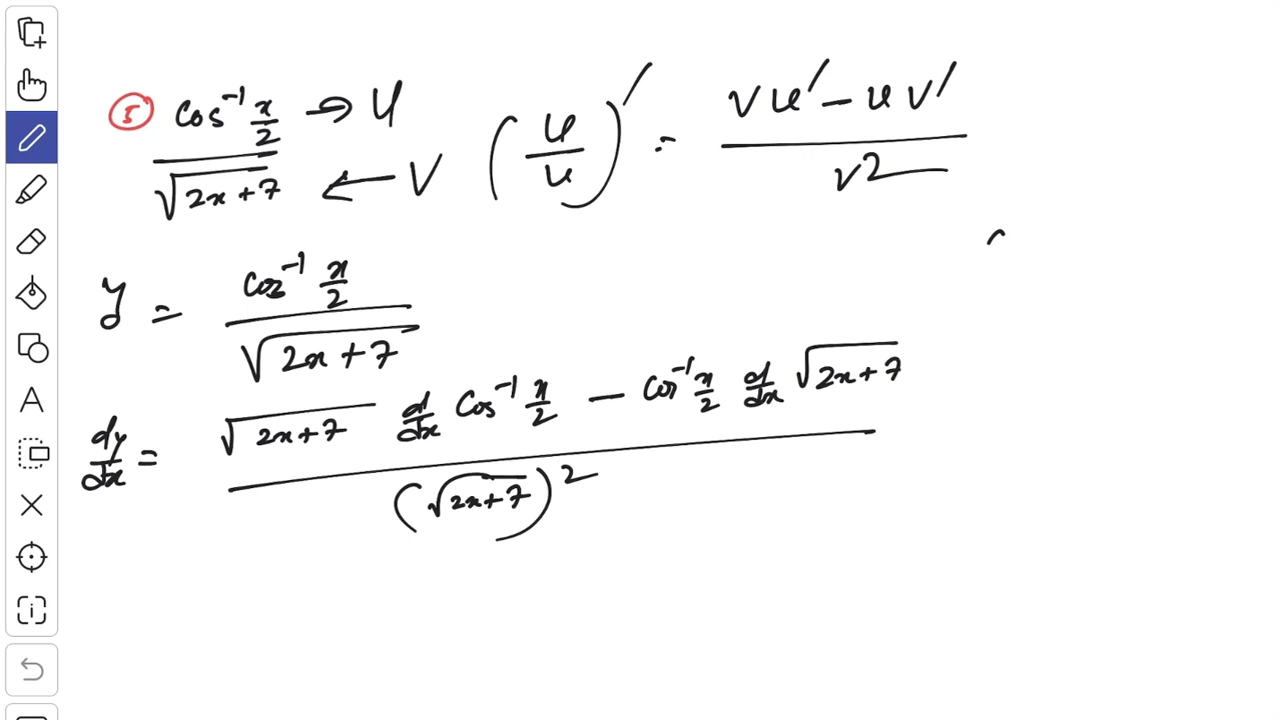 ⑤ cos⁻¹ x/2 → u
√(2x+7) ← v
(u/v)′ = (vu′ − uv′)/v²
y = cos⁻¹ x/2 / √(2x+7)
dy/dx = (√(2x+7) d/dx cos⁻¹ x/2 − cos⁻¹ x/2 d/dx √(2x+7)) / (√(2x+7))²